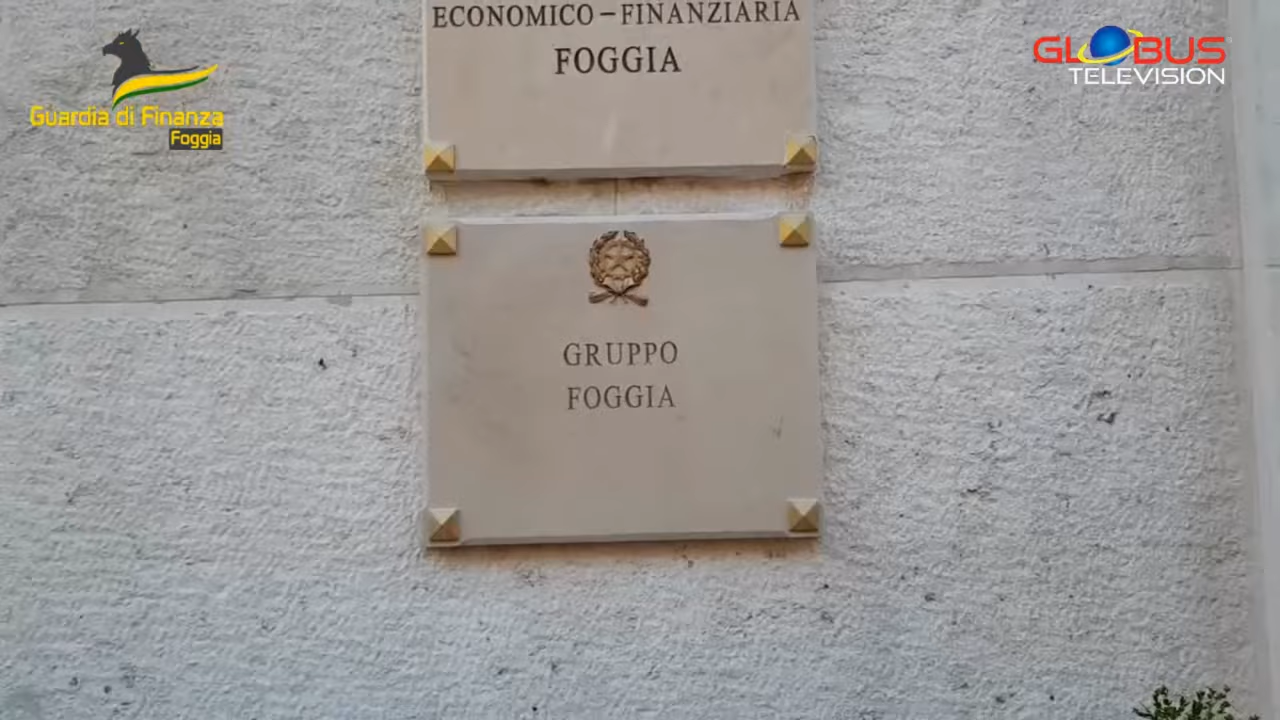 ECONOMICO-FINANZIARIA
FOGGIA
Guardia di Finanza
Foggia
GLOBUS
TELEVISION
GRUPPO
FOGGIA